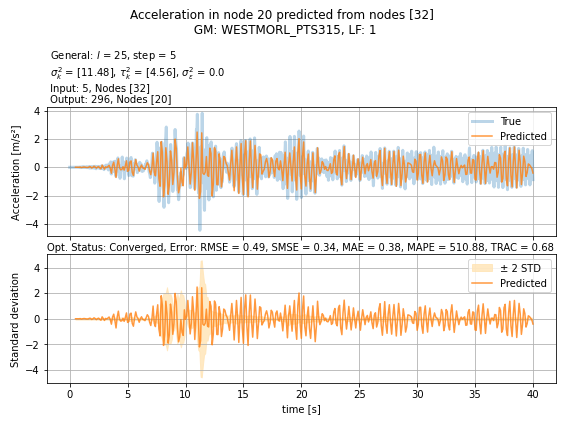 Acceleration in node 20 predicted from nodes [32]
GM: WESTMORL_PTS315, LF: 1
General: l = 25, step = 5
σ²ₖ = [11.48], τ²ₖ = [4.56], σ²ε = 0.0
Input: 5, Nodes [32]
Output: 296, Nodes [20]
4
2
0
−2
−4
Acceleration [m/s²]
True
Predicted
Opt. Status: Converged, Error: RMSE = 0.49, SMSE = 0.34, MAE = 0.38, MAPE = 510.88, TRAC = 0.68
4
2
0
−2
−4
Standard deviation
± 2 STD
Predicted
0 5 10 15 20 25 30 35 40
time [s]